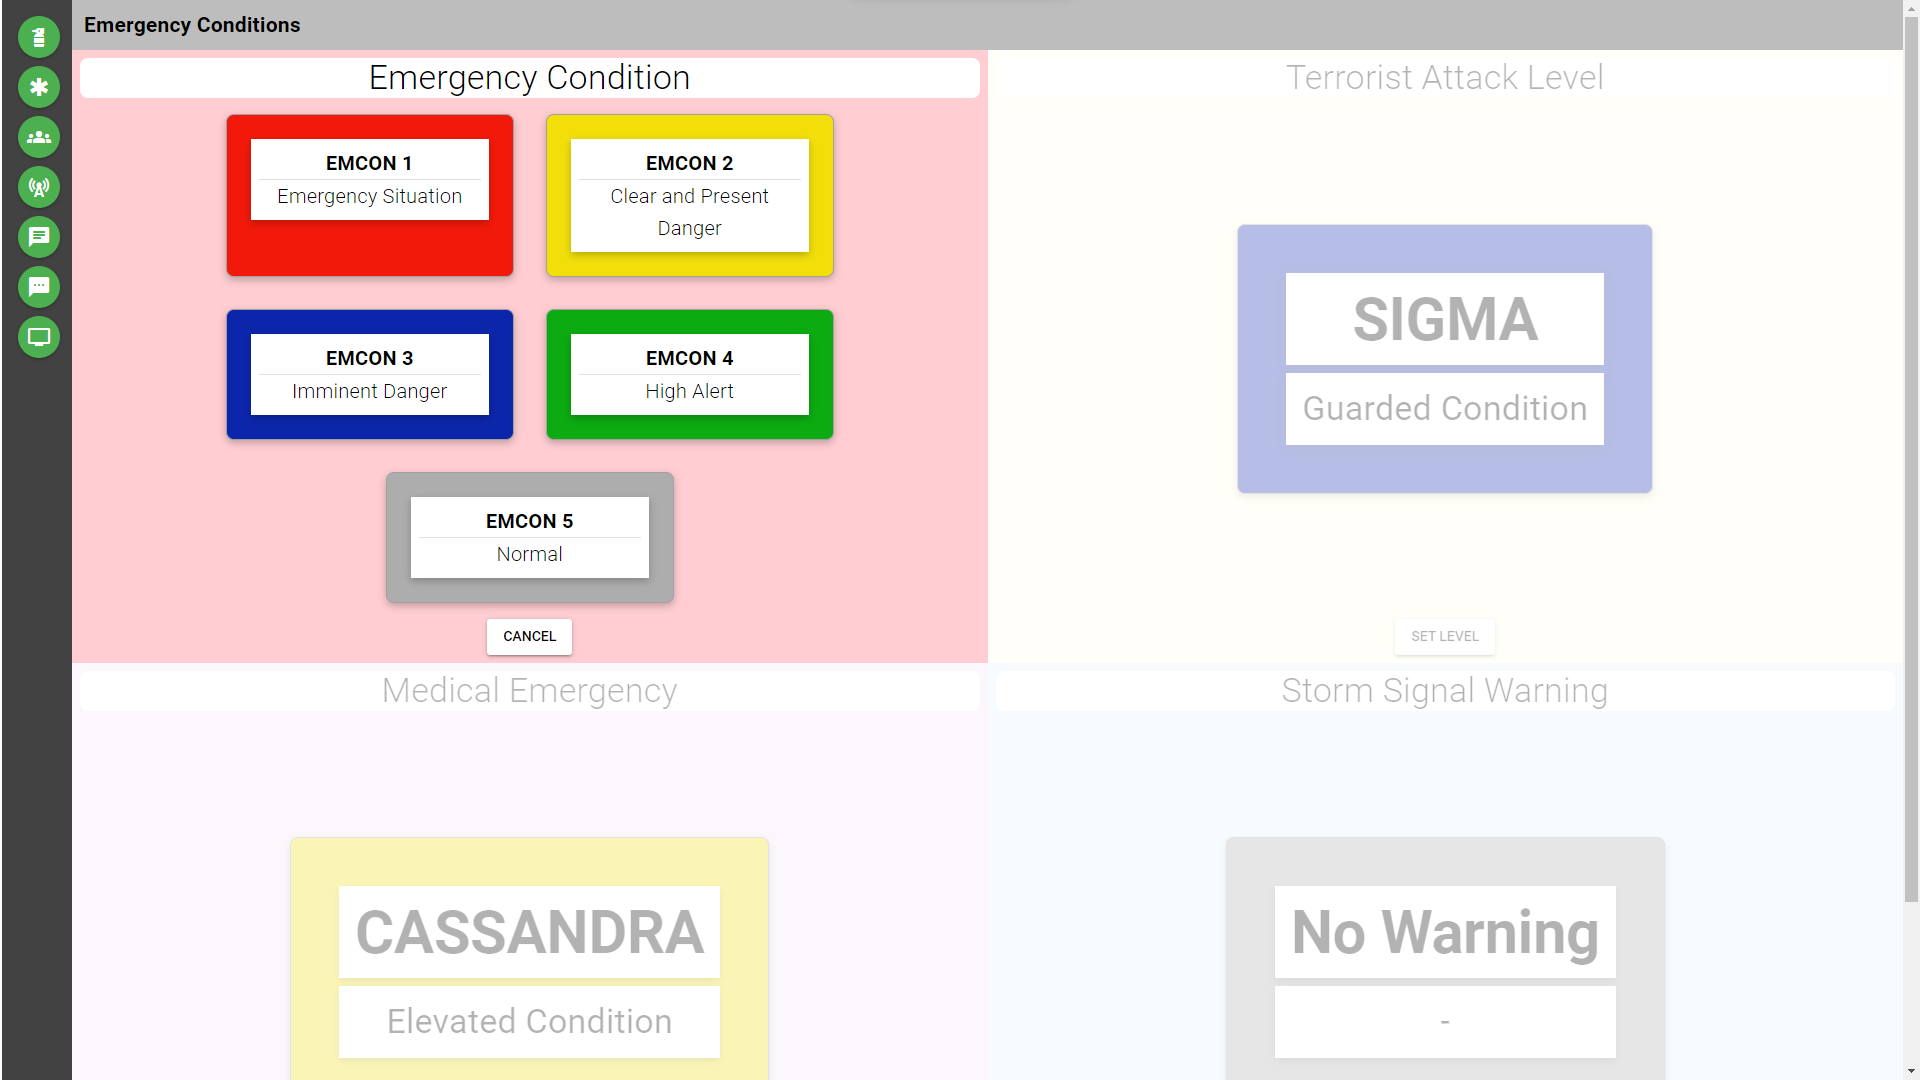 Emergency Conditions
Emergency Condition
EMCON 1
Emergency Situation
EMCON 2
Clear and Present
Danger
EMCON 3
Imminent Danger
EMCON 4
High Alert
EMCON 5
Normal
CANCEL
Terrorist Attack Level
SIGMA
Guarded Condition
SET LEVEL
Medical Emergency
CASSANDRA
Elevated Condition
Storm Signal Warning
No Warning
-